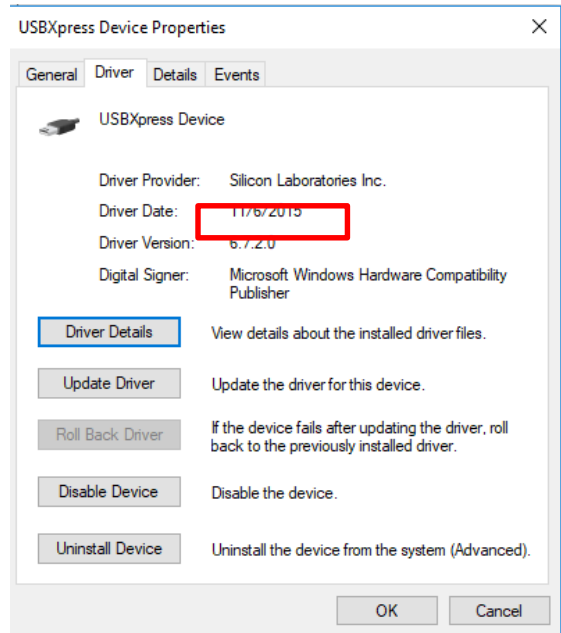 USBXpress Device Properties
General Driver Details Events
USBXpress Device
Driver Provider: Silicon Laboratories Inc.
Driver Date: 11/6/2015
Driver Version: 6.7.2.0
Digital Signer: Microsoft Windows Hardware Compatibility
Publisher
Driver Details View details about the installed driver files.
Update Driver Update the driver for this device.
Roll Back Driver If the device fails after updating the driver, roll
back to the previously installed driver.
Disable Device Disable the device.
Uninstall Device Uninstall the device from the system (Advanced).
OK Cancel